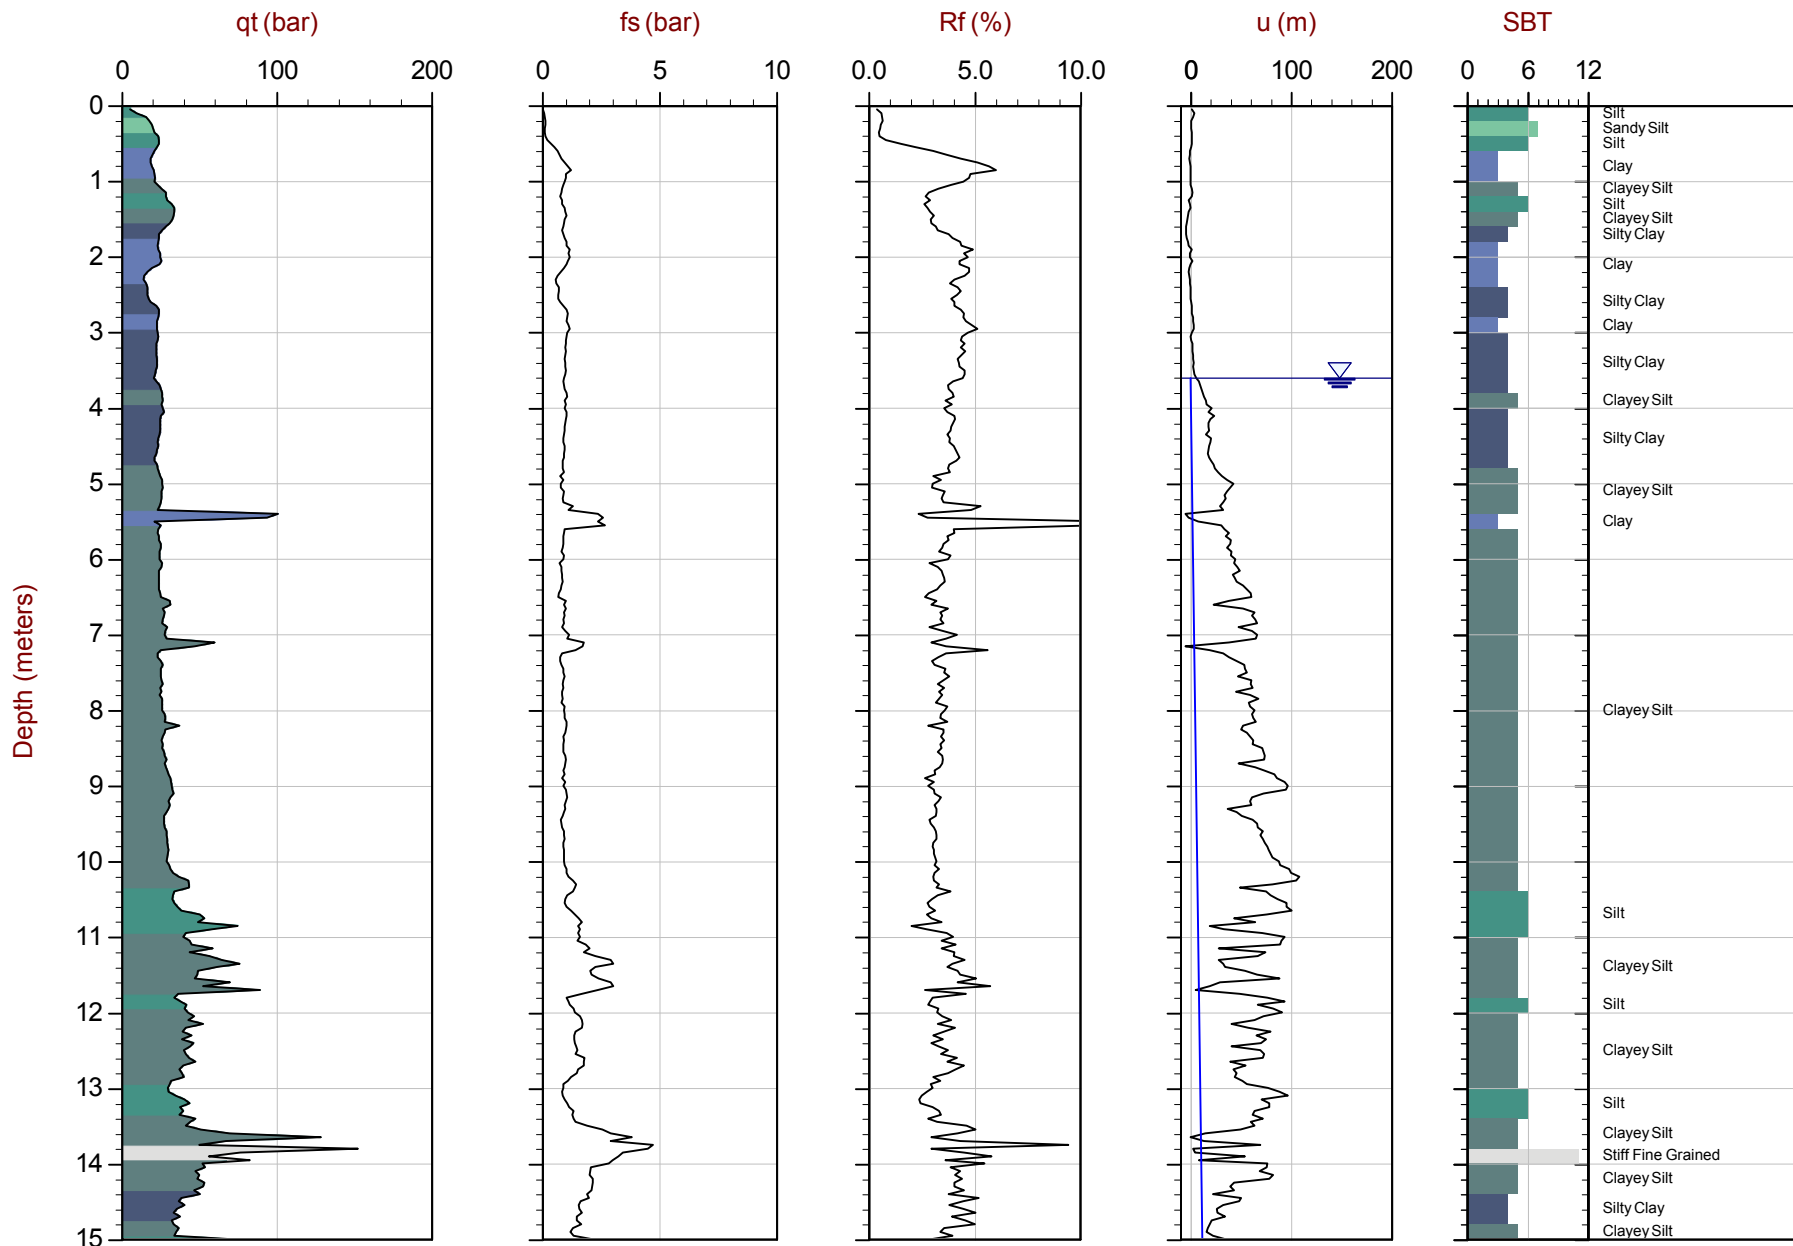 qt (bar) fs (bar) Rf (%) u (m) SBT
0 100 200 0 5 10 0.0 5.0 10.0 0 100 200 0 6 12
Depth (meters)
0
1
2
3
4
5
6
7
8
9
10
11
12
13
14
15
Silt
Sandy Silt
Silt
Clay
Clayey Silt
Silt
Clayey Silt
Silty Clay
Clay
Silty Clay
Clay
Silty Clay
Clayey Silt
Silty Clay
Clayey Silt
Clay
Clayey Silt
Silt
Clayey Silt
Silt
Clayey Silt
Silt
Clayey Silt
Stiff Fine Grained
Clayey Silt
Silty Clay
Clayey Silt